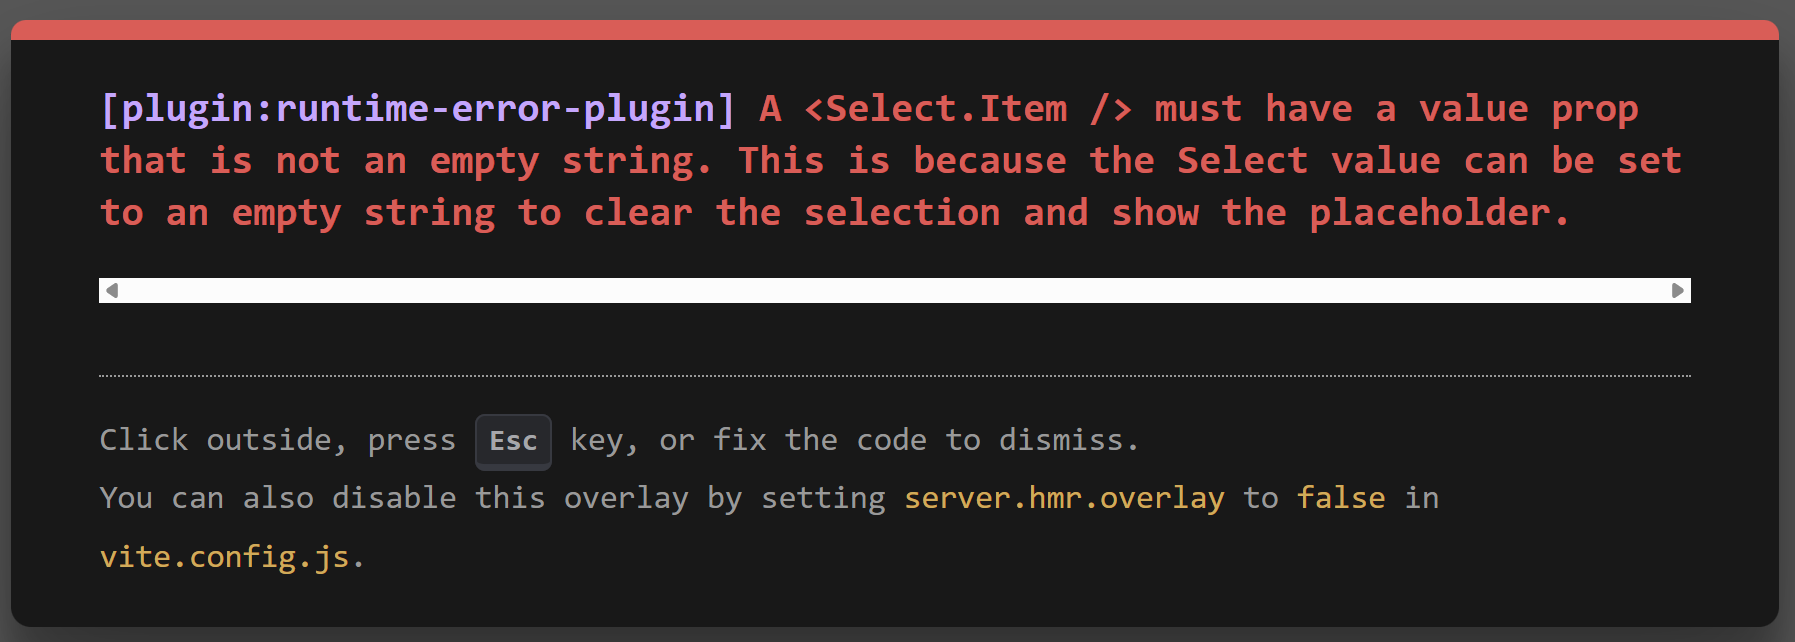 [plugin:runtime-error-plugin] A <Select.Item /> must have a value prop
that is not an empty string. This is because the Select value can be set
to an empty string to clear the selection and show the placeholder.
Click outside, press Esc key, or fix the code to dismiss.
You can also disable this overlay by setting server.hmr.overlay to false in
vite.config.js.